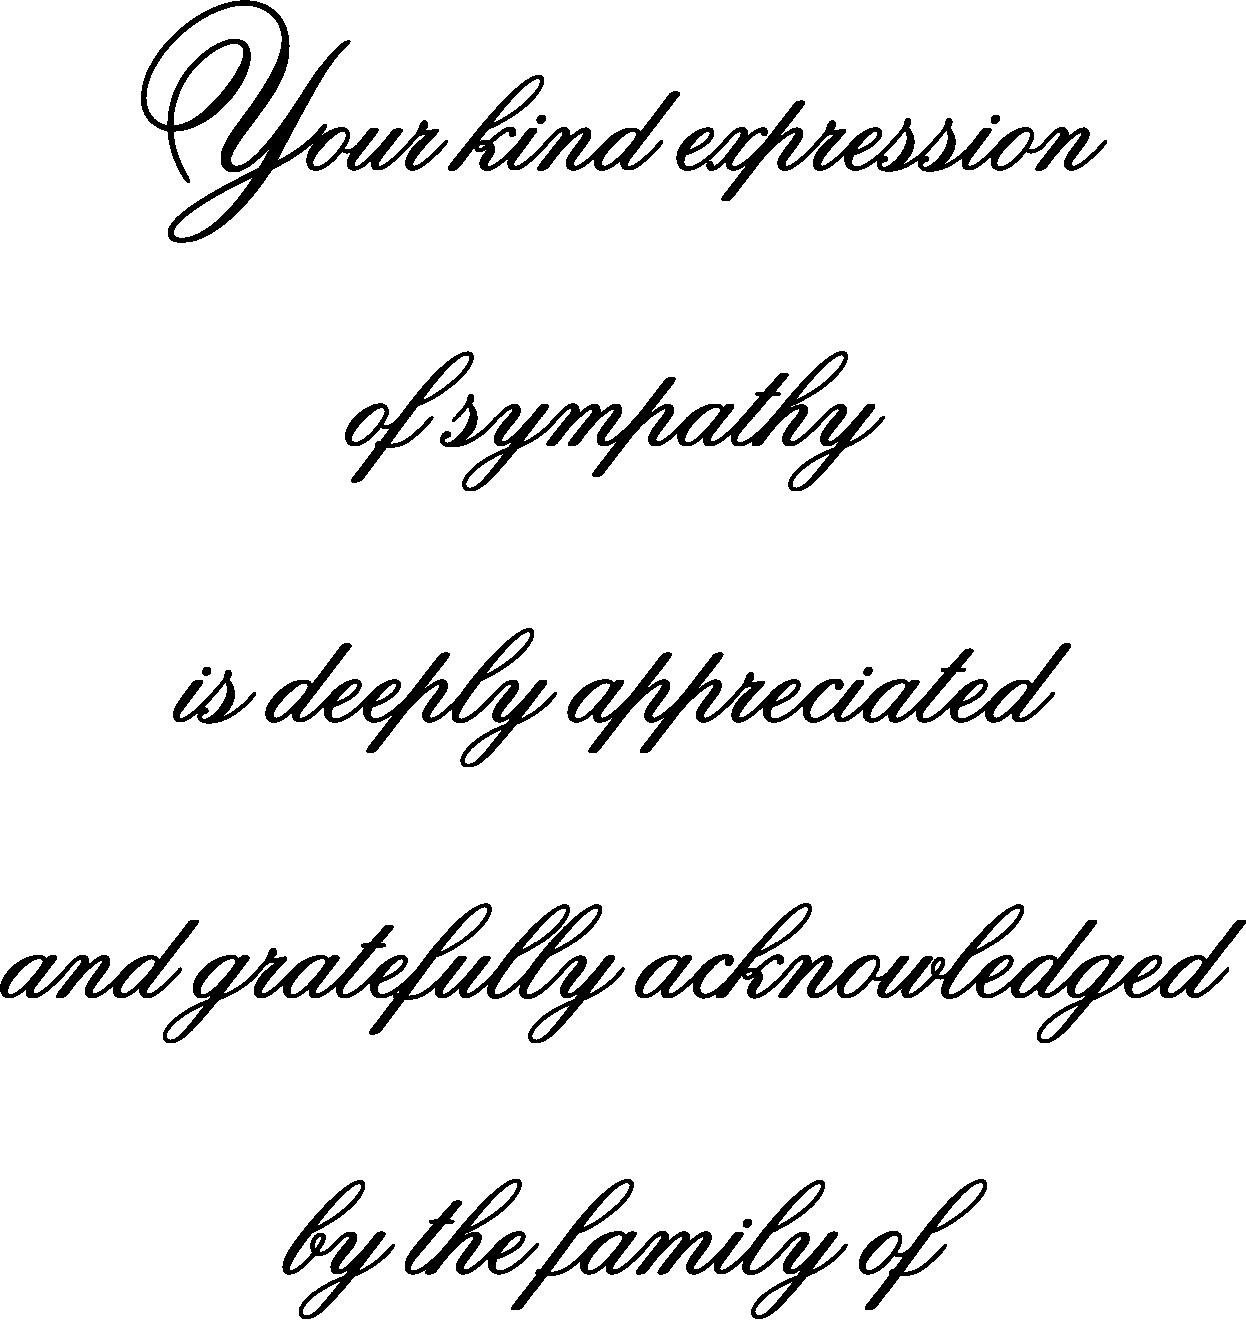 Your kind expression
of sympathy
is deeply appreciated
and gratefully acknowledged
by the family of